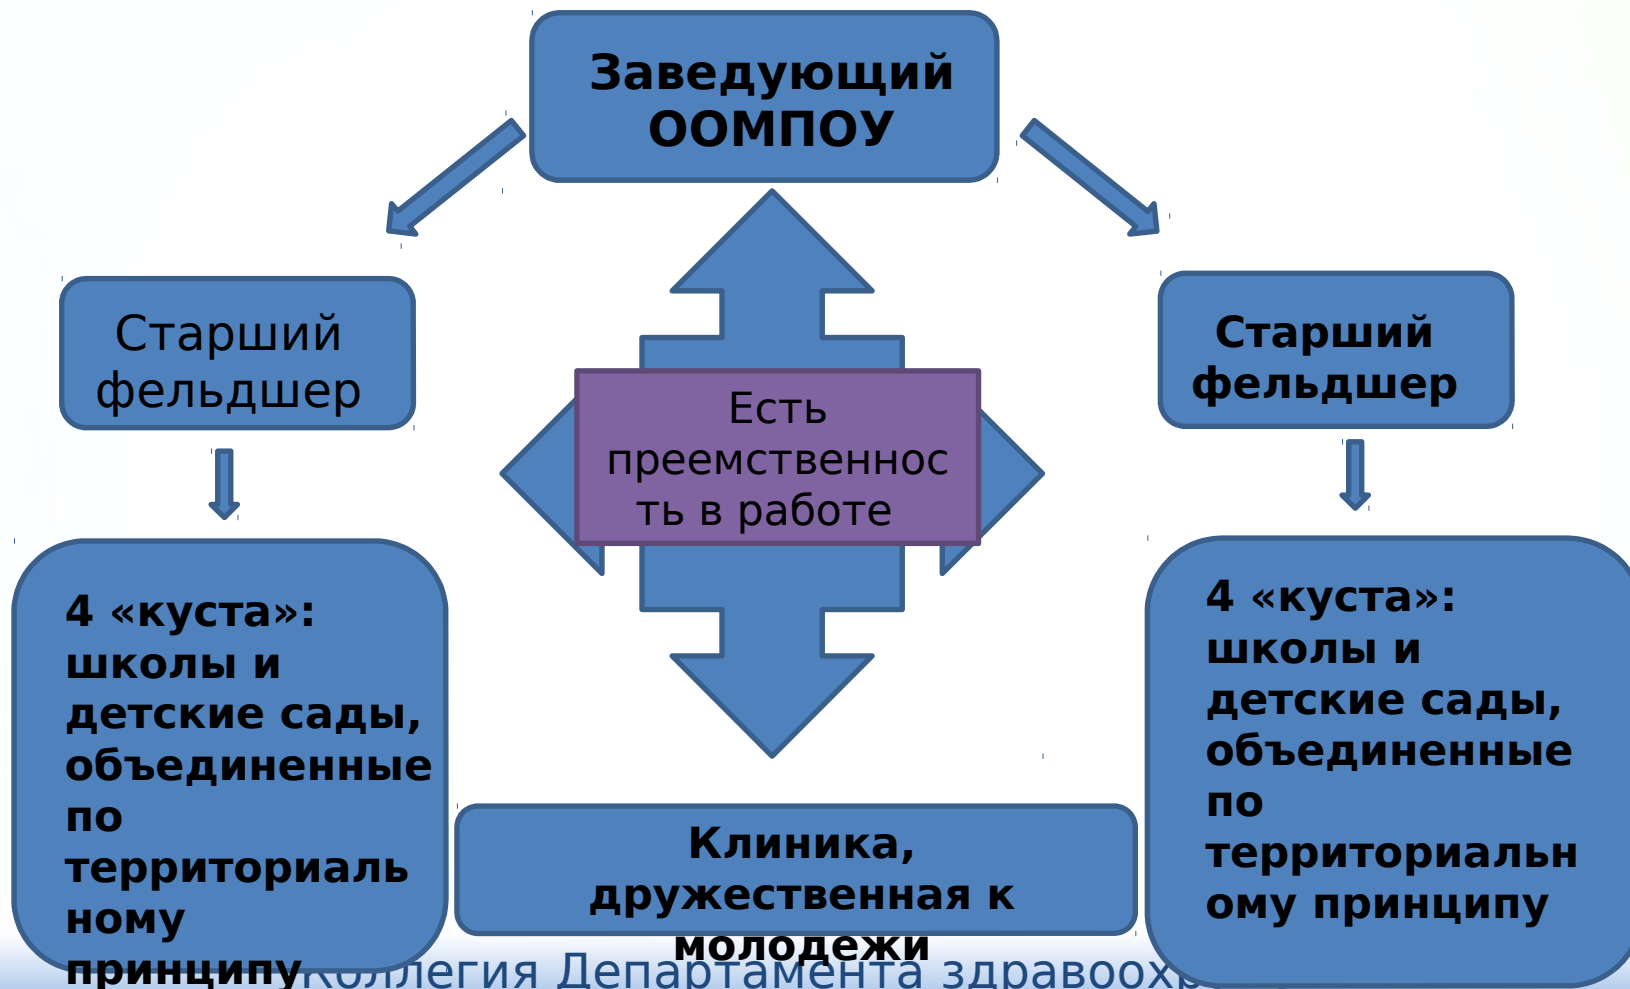 Заведующий
ООМПОУ
Старший
фельдшер
Старший
фельдшер
Есть
преемственнос
ть в работе
4 «куста»:
школы и
детские сады,
объединенные
по
территориаль
ному
принципу
4 «куста»:
школы и
детские сады,
объединенные
по
территориальн
ому принципу
Клиника,
дружественная к
молодежи
Коллегия Департамента